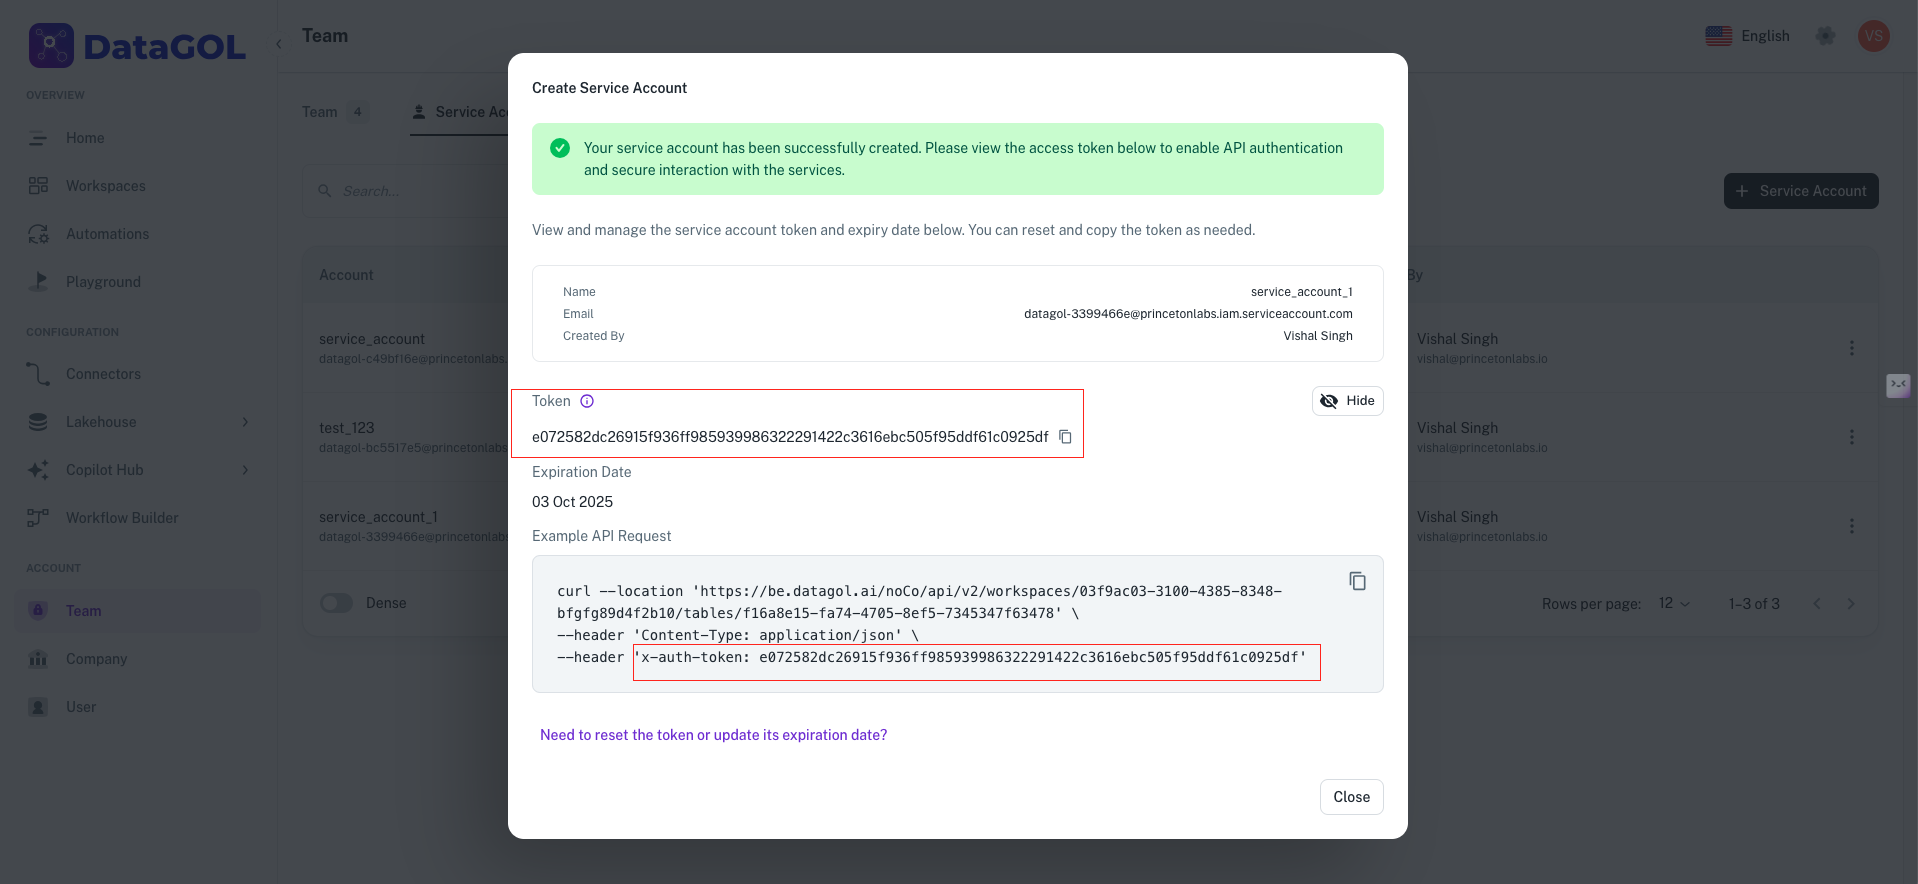 DataGOL
Team
English
VS
OVERVIEW
Home
Workspaces
Automations
Playground
CONFIGURATION
Connectors
Lakehouse
Copilot Hub
Workflow Builder
ACCOUNT
Team
Company
User
Team 4
Service Acc
Search...
+ Service Account
Account
By
service_account
datagol-c49bf16e@princetonlabs.
Vishal Singh
vishal@princetonlabs.io
test_123
datagol-bc5517e5@princetonlabs
Vishal Singh
vishal@princetonlabs.io
service_account_1
datagol-3399466e@princetonlabs
Vishal Singh
vishal@princetonlabs.io
Dense
Rows per page: 12
1–3 of 3
Create Service Account
Your service account has been successfully created. Please view the access token below to enable API authentication
and secure interaction with the services.
View and manage the service account token and expiry date below. You can reset and copy the token as needed.
Name service_account_1
Email datagol-3399466e@princetonlabs.iam.serviceaccount.com
Created By Vishal Singh
Token
Hide
e072582dc26915f936ff985939986322291422c3616ebc505f95ddf61c0925df
Expiration Date
03 Oct 2025
Example API Request
curl --location 'https://be.datagol.ai/noCo/api/v2/workspaces/03f9ac03-3100-4385-8348-
bfgfg89d4f2b10/tables/f16a8e15-fa74-4705-8ef5-7345347f63478' \
--header 'Content-Type: application/json' \
--header 'x-auth-token: e072582dc26915f936ff985939986322291422c3616ebc505f95ddf61c0925df'
Need to reset the token or update its expiration date?
Close